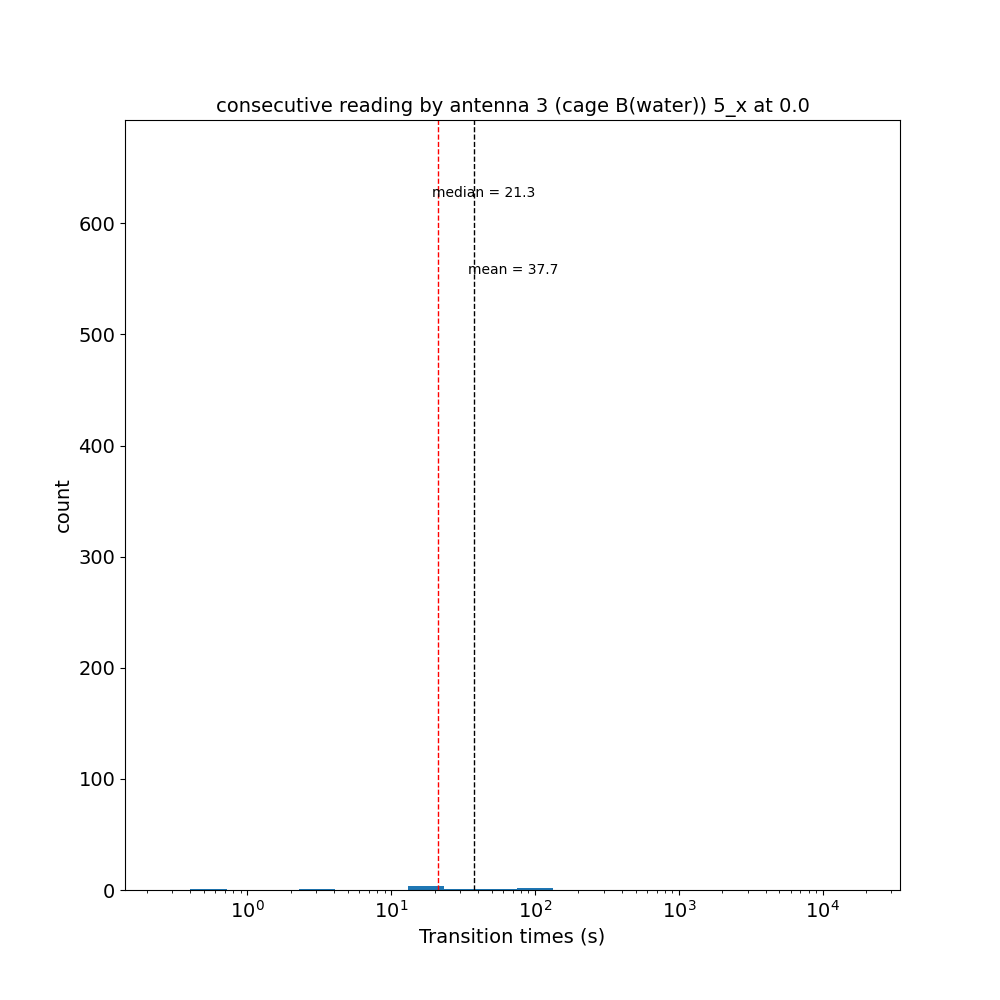 consecutive reading by antenna 3 (cage B(water)) 5_x at 0.0
median = 21.3
mean = 37.7
600
500
400
300
200
100
0
count
10⁰ 10¹ 10² 10³ 10⁴
Transition times (s)